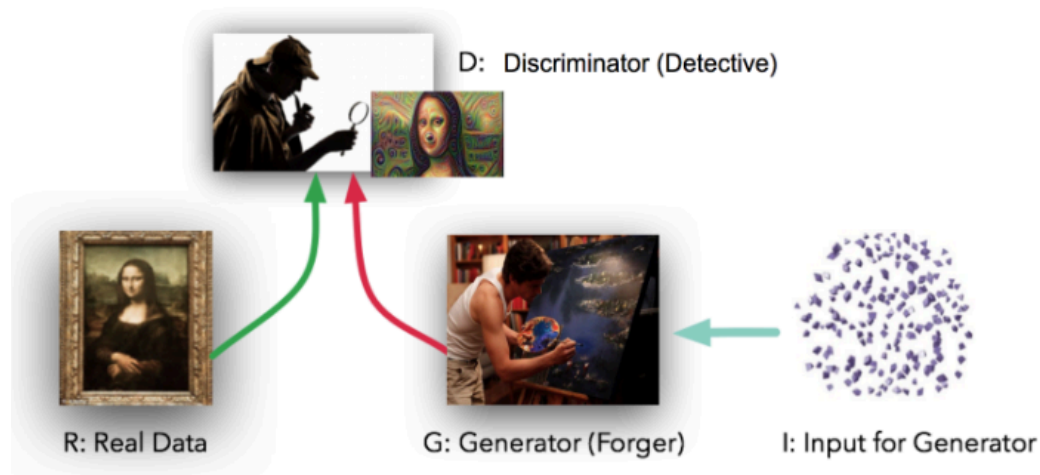 D: Discriminator (Detective)
R: Real Data
G: Generator (Forger)
I: Input for Generator